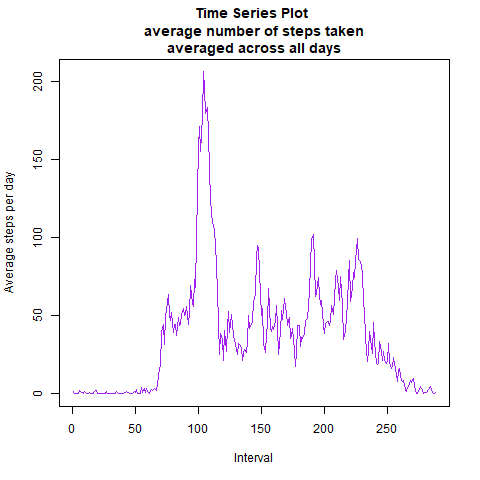 Time Series Plot
average number of steps taken
averaged across all days
Average steps per day
200
150
100
50
0
0 50 100 150 200 250
Interval